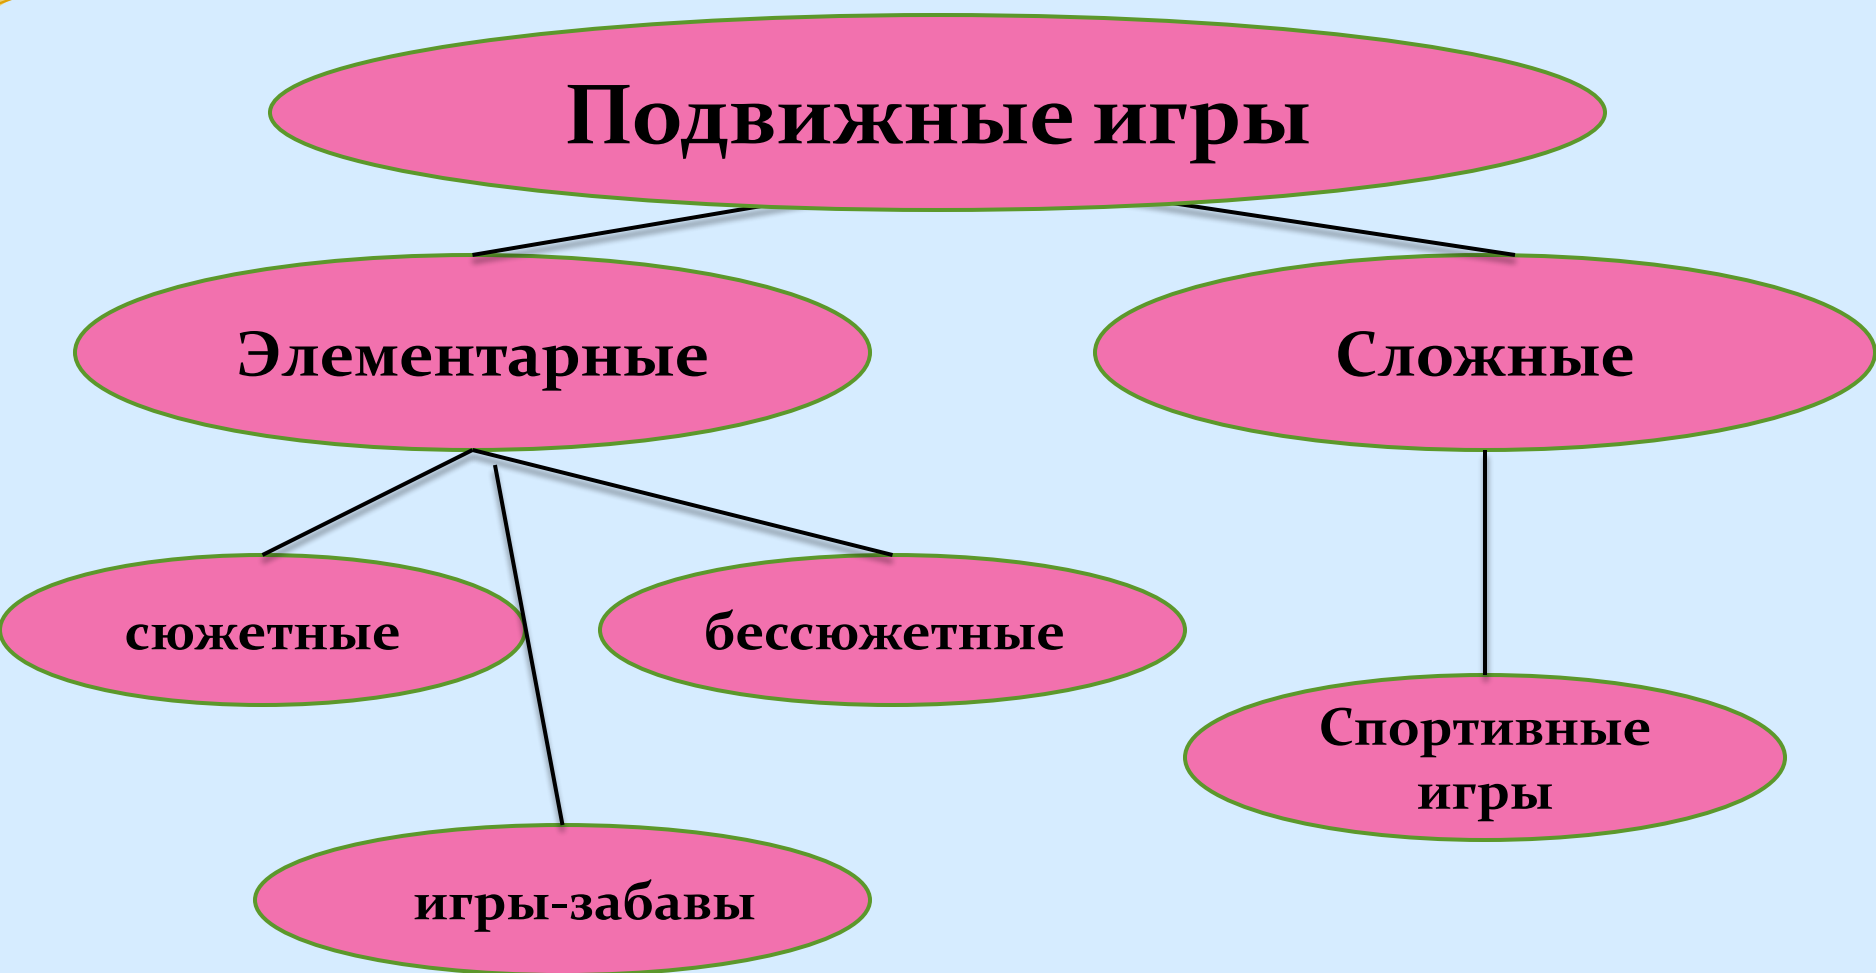 Подвижные игры
Элементарные
Сложные
сюжетные
бессюжетные
Спортивные
игры
игры-забавы